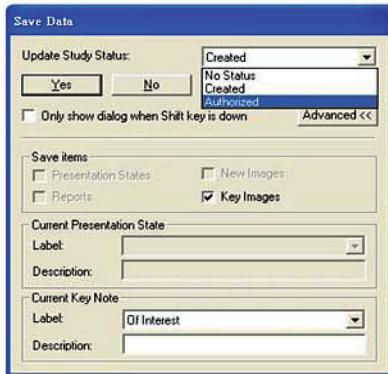 Save Data
Update Study Status: Created
No Status
Created
Authorized
Yes No
Only show dialog when Shift key is down Advanced <<
Save items
Presentation States New Images
Reports Key Images
Current Presentation State
Label:
Description:
Current Key Note
Label: Of Interest
Description: